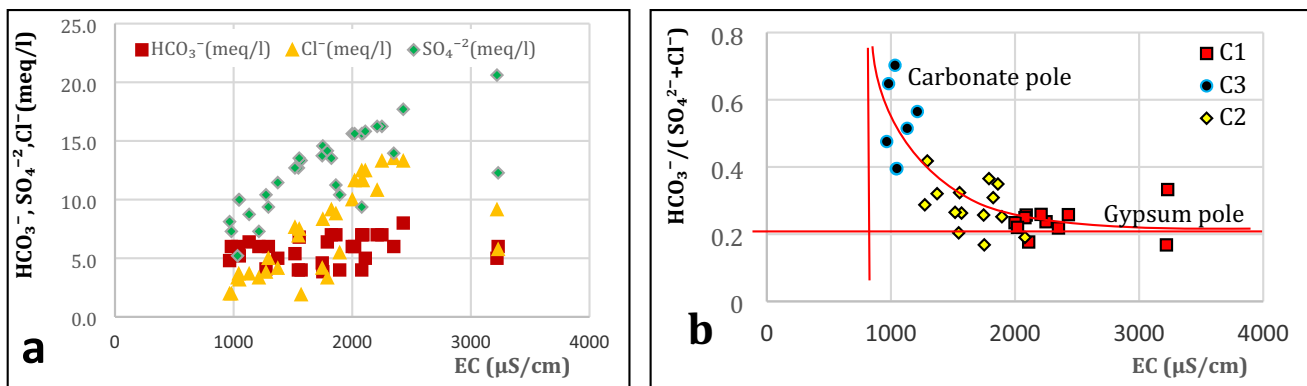 HCO₃⁻, SO₄⁻², Cl⁻(meq/l)
25.0
20.0
15.0
10.0
5.0
0.0
HCO₃⁻(meq/l) Cl⁻(meq/l) SO₄⁻²(meq/l)
0 1000 2000 3000 4000
EC (µS/cm)
a
HCO₃⁻/( SO₄²⁻+Cl⁻)
0.8
0.6
0.4
0.2
0
Carbonate pole
Gypsum pole
C1
C3
C2
0 1000 2000 3000 4000
EC (µS/cm)
b